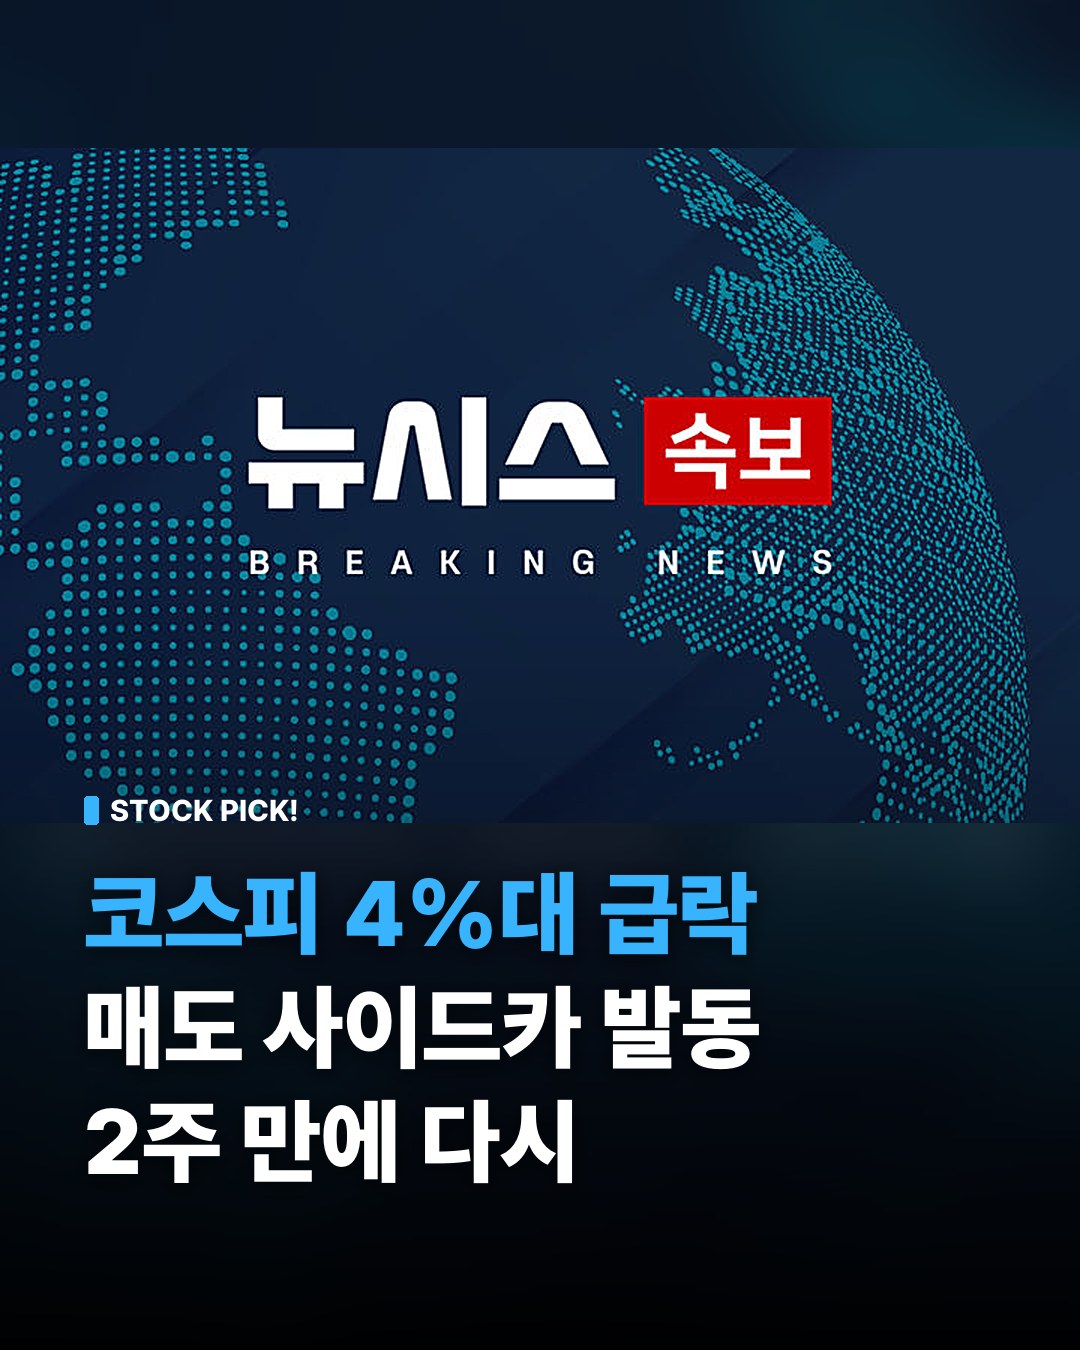 뉴시스 속보
BREAKING NEWS
STOCK PICK!
코스피 4%대 급락
매도 사이드카 발동
2주 만에 다시